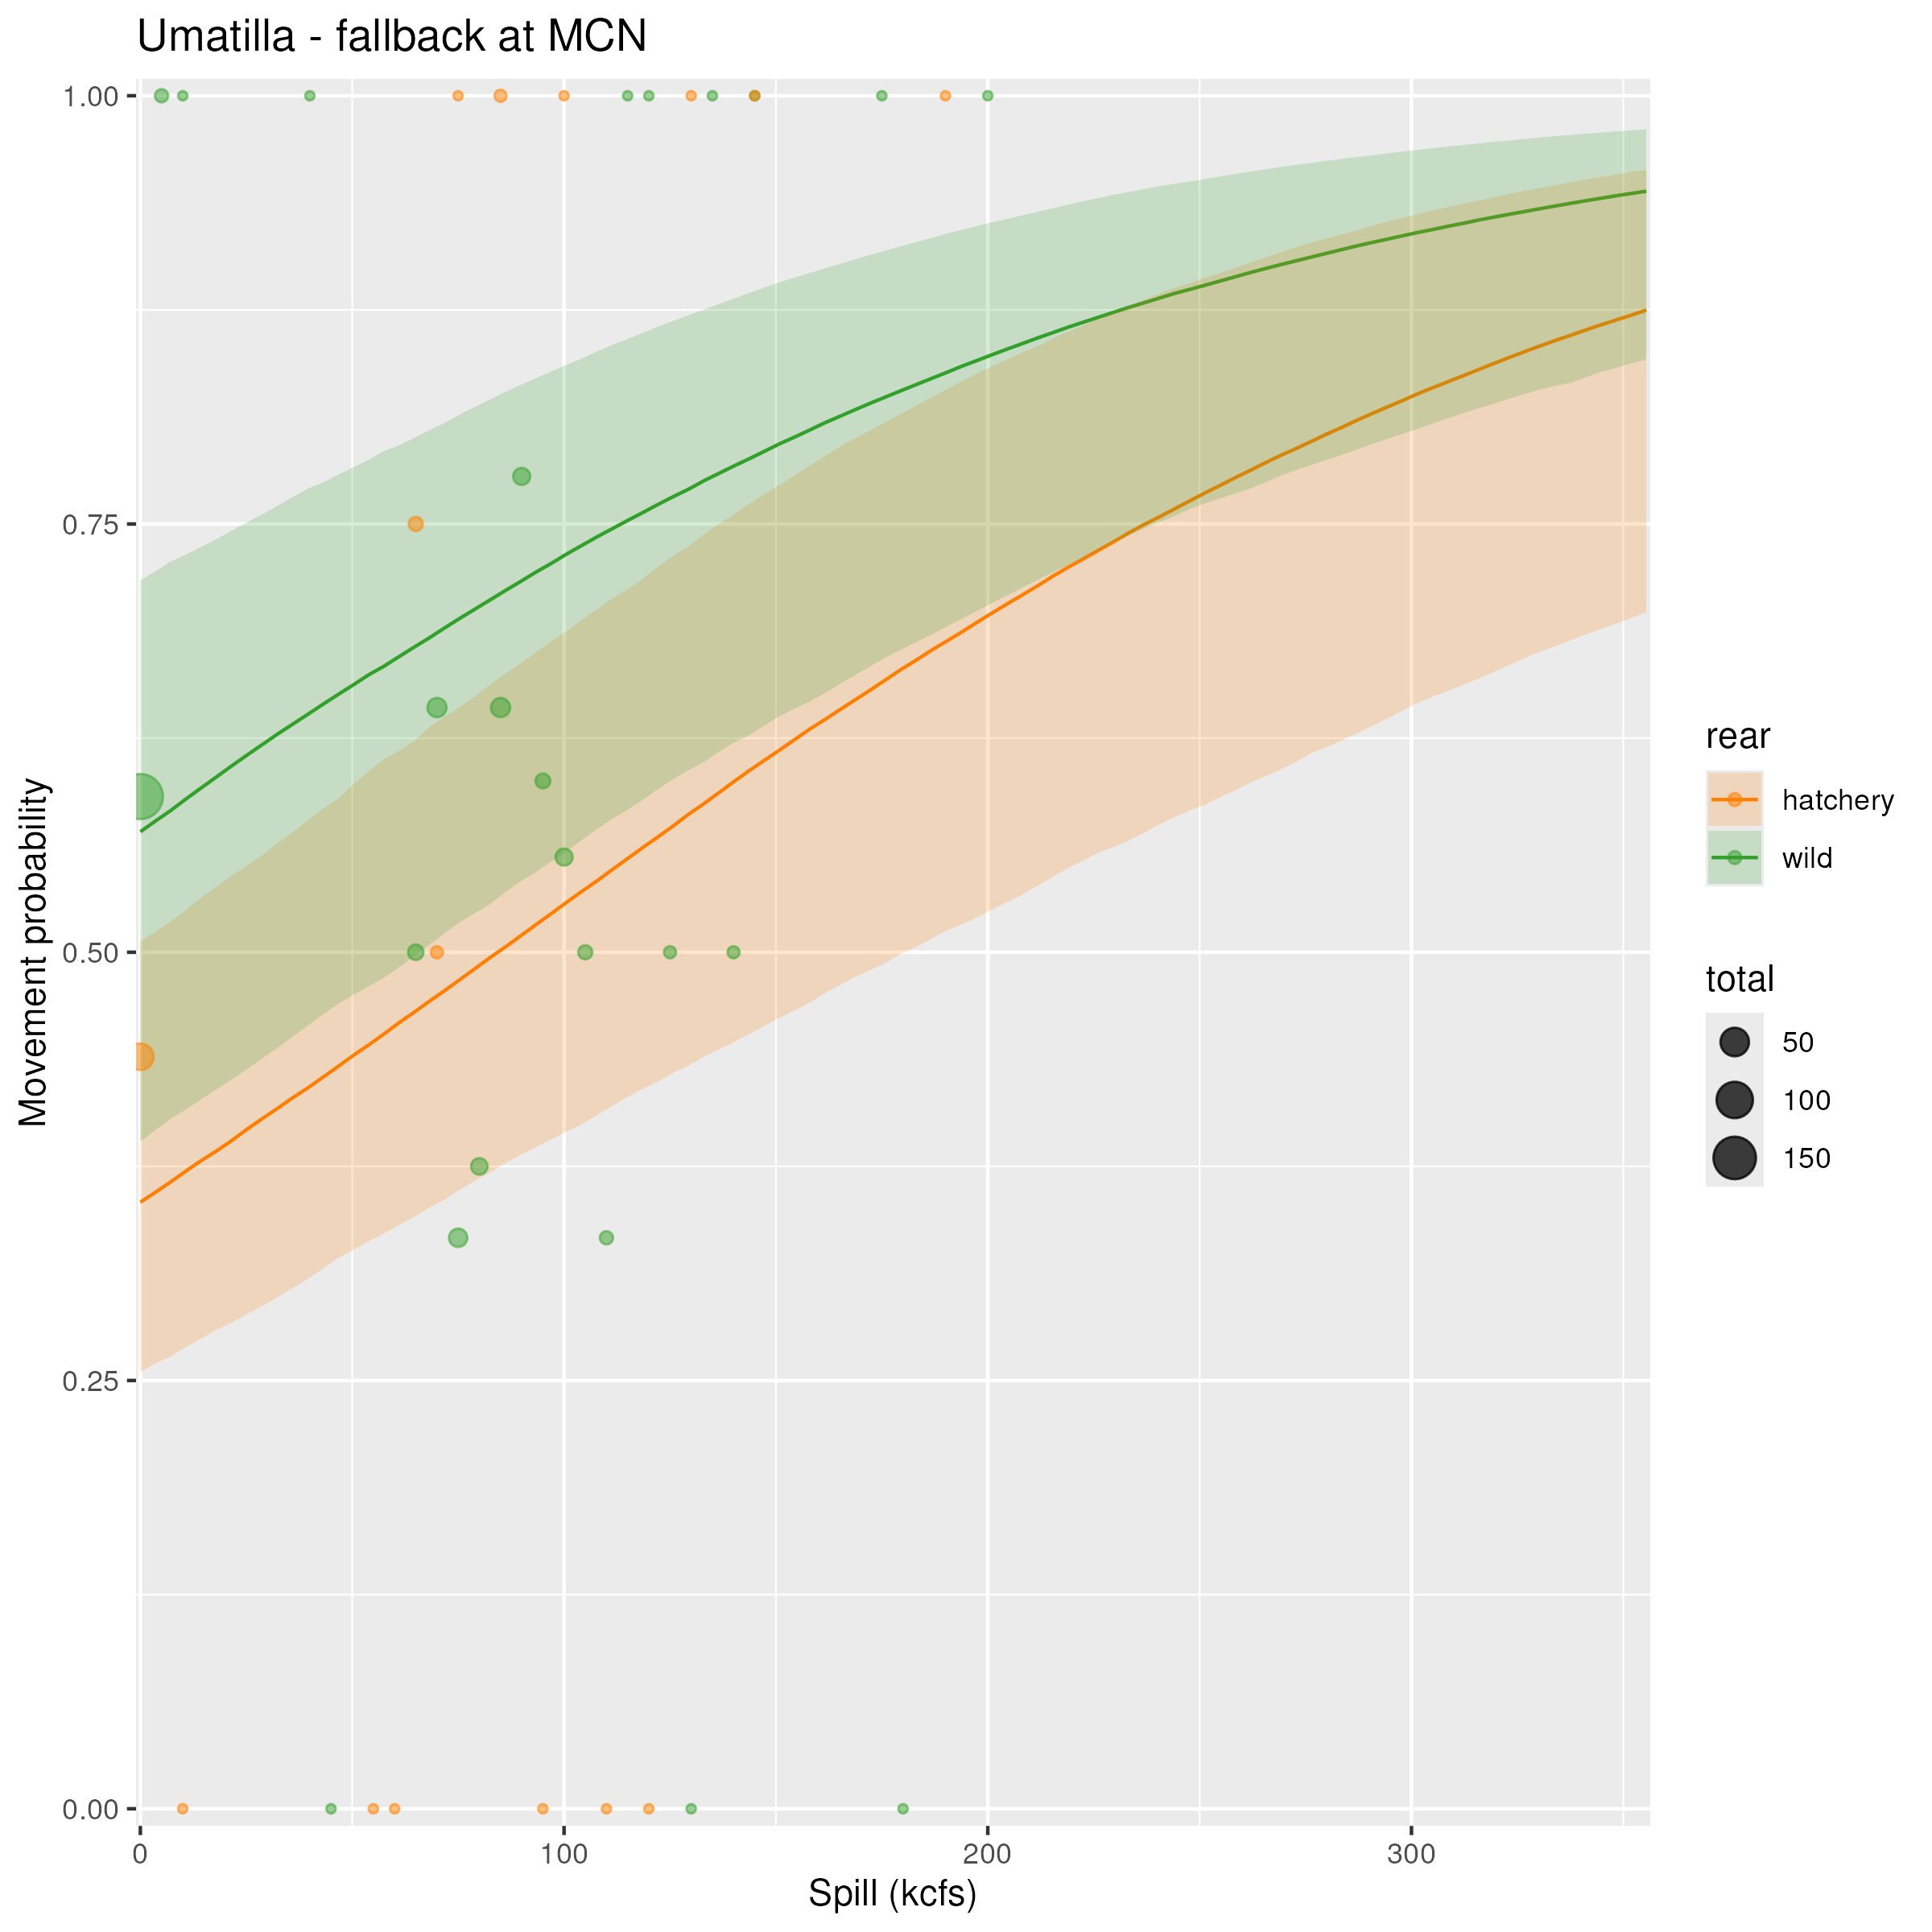 Umatilla - fallback at MCN
1.00
0.75
0.50
0.25
0.00
Movement probability
0
100
200
300
Spill (kcfs)
rear
hatchery
wild
total
50
100
150